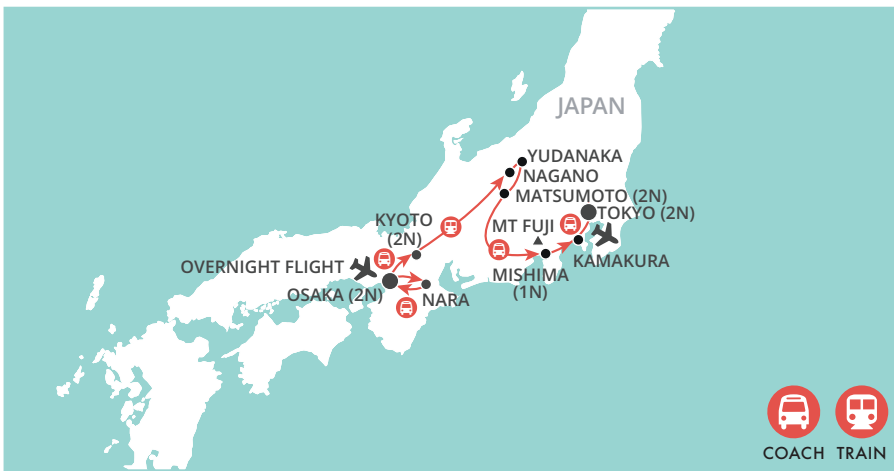 JAPAN
YUDANAKA
NAGANO
MATSUMOTO (2N)
TOKYO (2N)
KYOTO
(2N)
MT FUJI
OVERNIGHT FLIGHT
KAMAKURA
MISHIMA
(1N)
OSAKA (2N)
NARA
COACH TRAIN